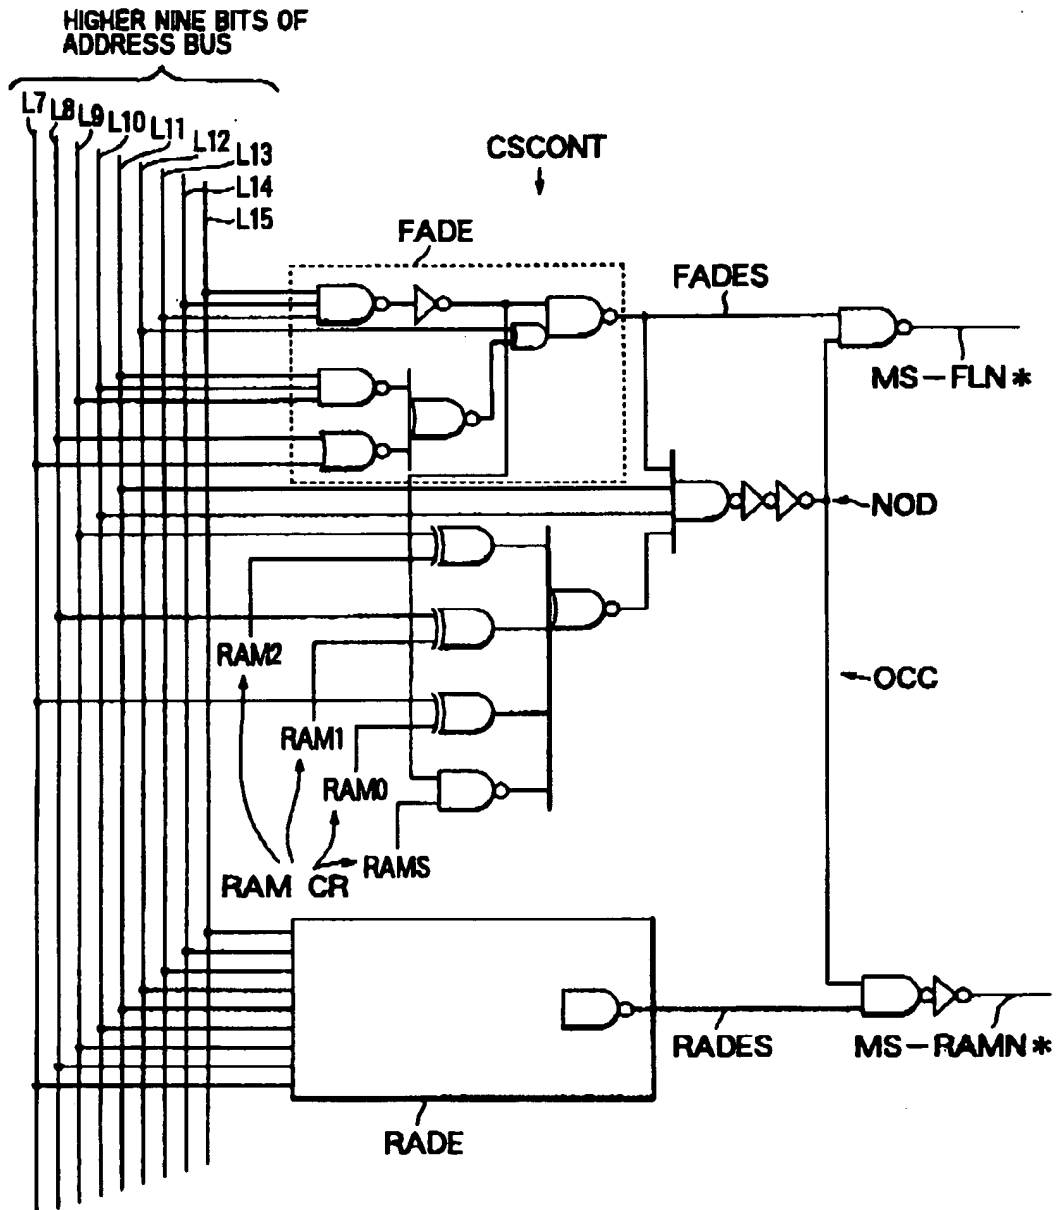 HIGHER NINE BITS OF
ADDRESS BUS
L7
L8
L9
L10
L11
L12
L13
L14
L15
CSCONT
FADE
FADES
MS-FLN*
NOD
OCC
RAM2
RAM1
RAM0
RAMS
RAM CR
RADES
MS-RAMN*
RADE